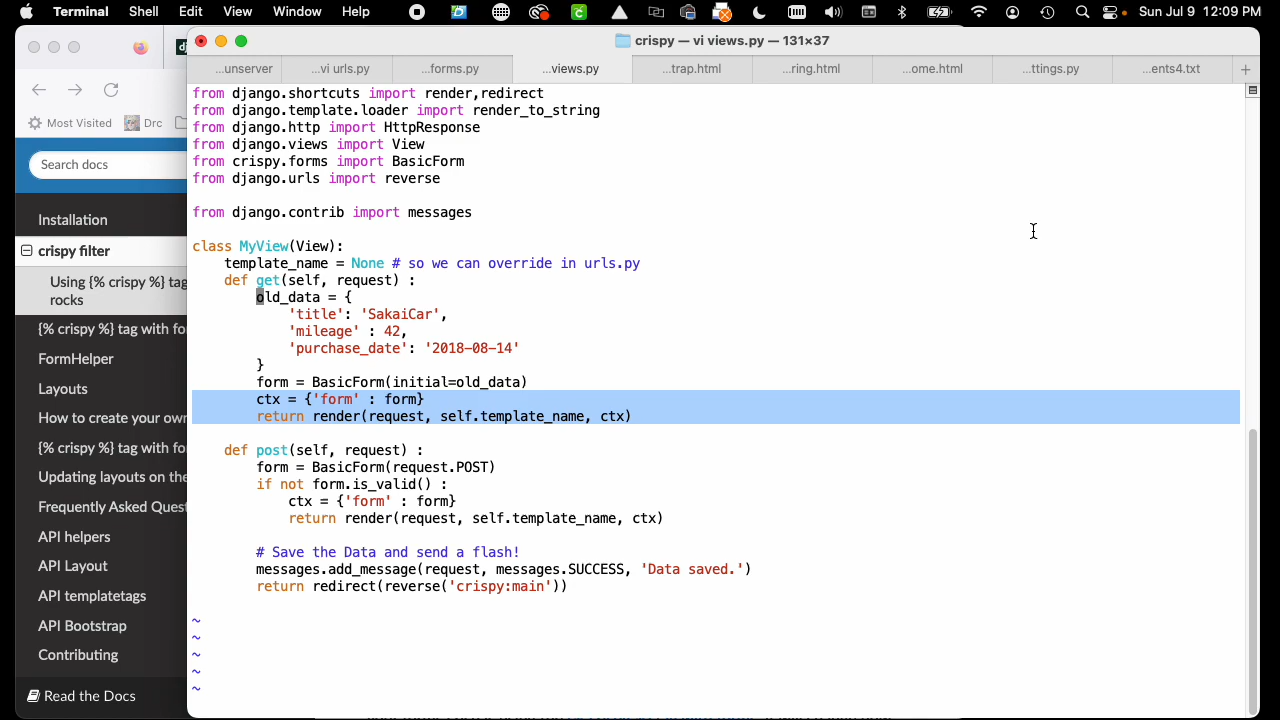 Terminal Shell Edit View Window Help Sun Jul 9 12:09 PM
crispy — vi views.py — 131×37
...unserver ...vi urls.py ...forms.py ...views.py ...trap.html ...ring.html ...ome.html ...ttings.py ...ents4.txt +
Most Visited Drc
Search docs
Installation
crispy filter
Using {% crispy %} tag
rocks
{% crispy %} tag with fo
FormHelper
Layouts
How to create your own
{% crispy %} tag with fo
Updating layouts on the
Frequently Asked Quest
API helpers
API Layout
API templatetags
API Bootstrap
Contributing
Read the Docs
from django.shortcuts import render,redirect
from django.template.loader import render_to_string
from django.http import HttpResponse
from django.views import View
from crispy.forms import BasicForm
from django.urls import reverse
from django.contrib import messages
class MyView(View):
    template_name = None # so we can override in urls.py
    def get(self, request) :
        old_data = {
            'title': 'SakaiCar',
            'mileage' : 42,
            'purchase_date': '2018-08-14'
        }
        form = BasicForm(initial=old_data)
        ctx = {'form' : form}
        return render(request, self.template_name, ctx)
    def post(self, request) :
        form = BasicForm(request.POST)
        if not form.is_valid() :
            ctx = {'form' : form}
            return render(request, self.template_name, ctx)
        # Save the Data and send a flash!
        messages.add_message(request, messages.SUCCESS, 'Data saved.')
        return redirect(reverse('crispy:main'))
~
~
~
~
~